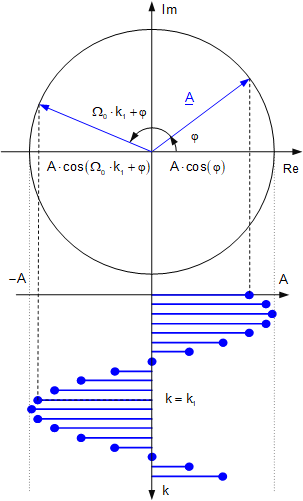 Im
A
Ω₀·k₁+φ
φ
A·cos(Ω₀·k₁+φ) A·cos(φ) Re
−A A
k = k₁
k